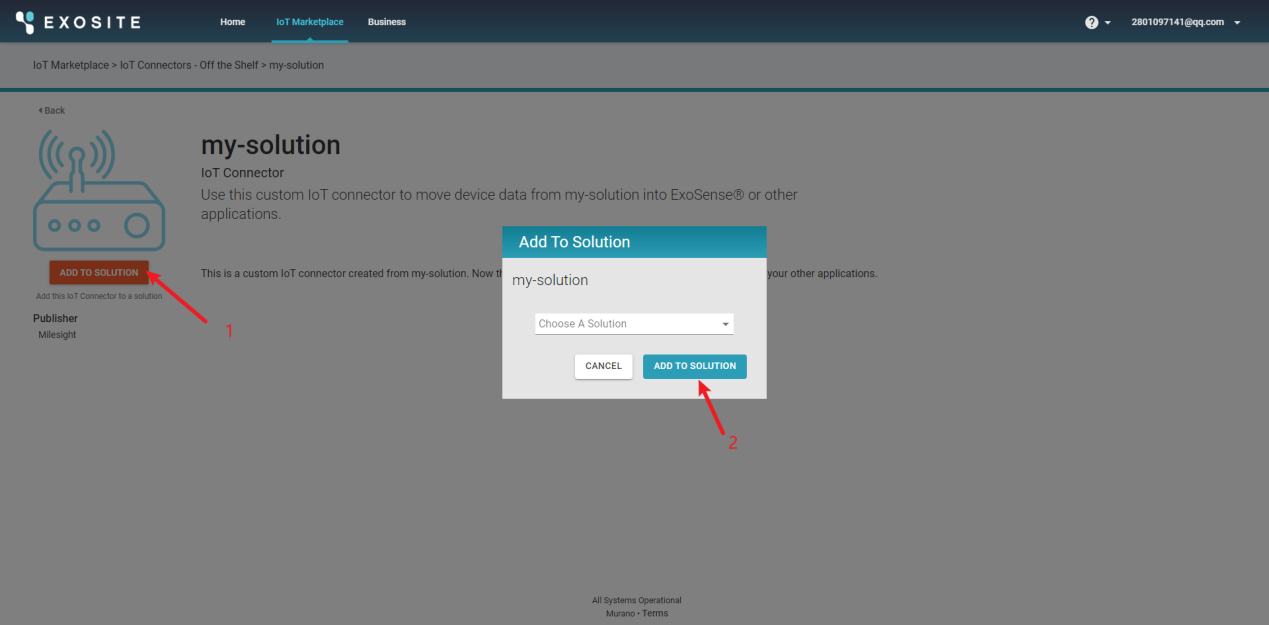 EXOSITE
Home
IoT Marketplace
Business
?
2801097141@qq.com
IoT Marketplace > IoT Connectors - Off the Shelf > my-solution
Back
my-solution
IoT Connector
Use this custom IoT connector to move device data from my-solution into ExoSense® or other
applications.
Add To Solution
my-solution
ADD TO SOLUTION
This is a custom IoT connector created from my-solution. Now
your other applications.
Add this IoT Connector to a solution
Publisher
Milesight
1
Choose A Solution
CANCEL
ADD TO SOLUTION
2
All Systems Operational
Murano • Terms